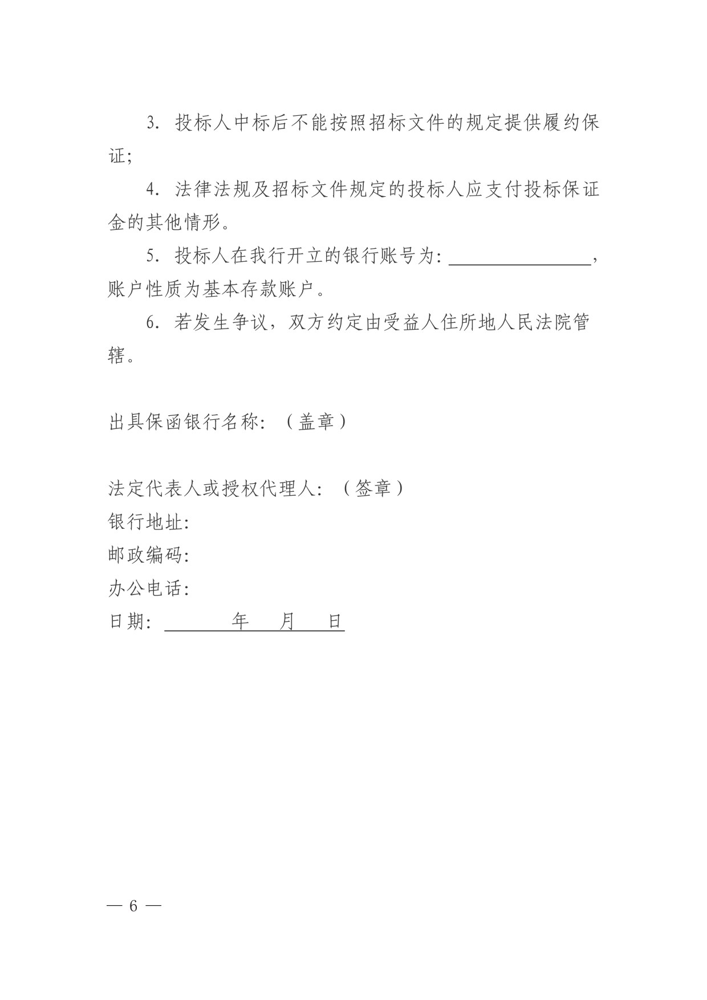 3. 投标人中标后不能按照招标文件的规定提供履约保
证;
4. 法律法规及招标文件规定的投标人应支付投标保证
金的其他情形。
5. 投标人在我行开立的银行账号为:_______________,
账户性质为基本存款账户。
6. 若发生争议，双方约定由受益人住所地人民法院管
辖。
出具保函银行名称: （盖章）
法定代表人或授权代理人: （签章）
银行地址:
邮政编码:
办公电话:
日期: _______年___月___日
— 6 —